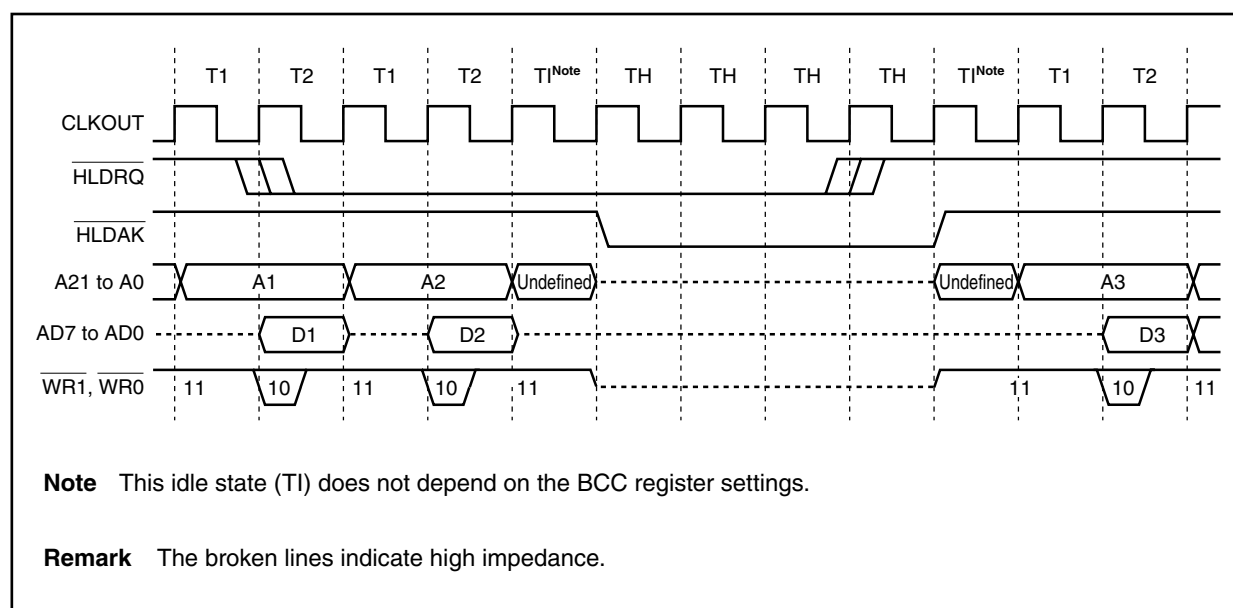 T1 T2 T1 T2 TINote TH TH TH TH TINote T1 T2
CLKOUT
HLDRQ
HLDAK
A21 to A0 A1 A2 Undefined Undefined A3
AD7 to AD0 D1 D2 D3
WR1, WR0 11 10 11 10 11 11 10 11
Note This idle state (TI) does not depend on the BCC register settings.
Remark The broken lines indicate high impedance.